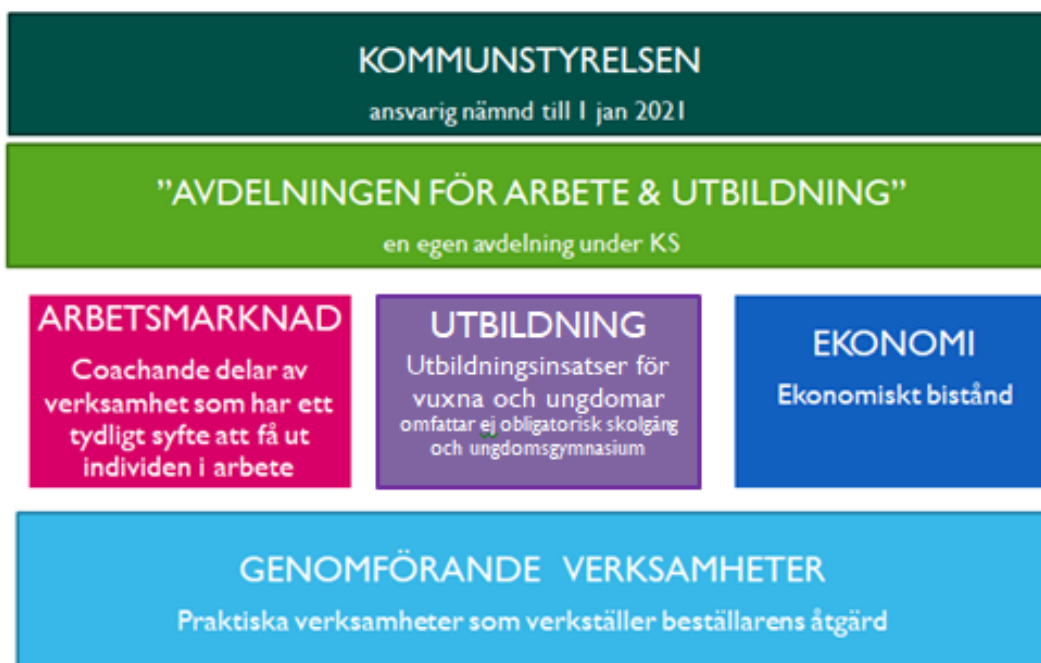 KOMMUNSTYRELSEN
ansvarig nämnd till 1 jan 2021
”AVDELNINGEN FÖR ARBETE & UTBILDNING”
en egen avdelning under KS
ARBETSMARKNAD
Coachande delar av
verksamhet som har ett
tydligt syfte att få ut
individen i arbete
UTBILDNING
Utbildningsinsatser för
vuxna och ungdomar
omfattar ej obligatorisk skolgång
och ungdomsgymnasium
EKONOMI
Ekonomiskt bistånd
GENOMFÖRANDE VERKSAMHETER
Praktiska verksamheter som verkställer beställarens åtgärd